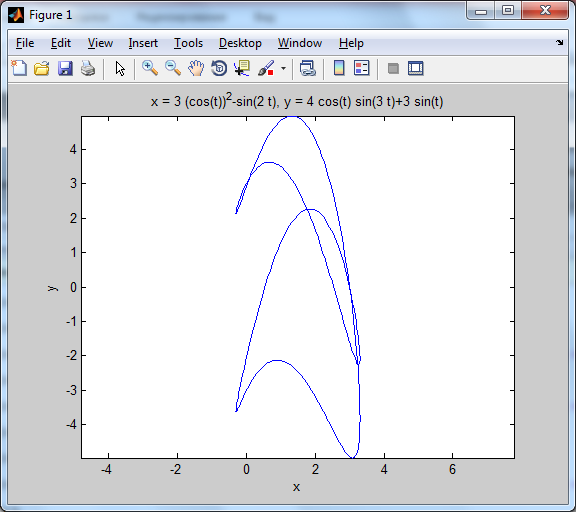 Figure 1
File Edit View Insert Tools Desktop Window Help
x = 3 (cos(t))²-sin(2 t), y = 4 cos(t) sin(3 t)+3 sin(t)
4
3
2
1
0
-1
-2
-3
-4
y
-4 -2 0 2 4 6
x